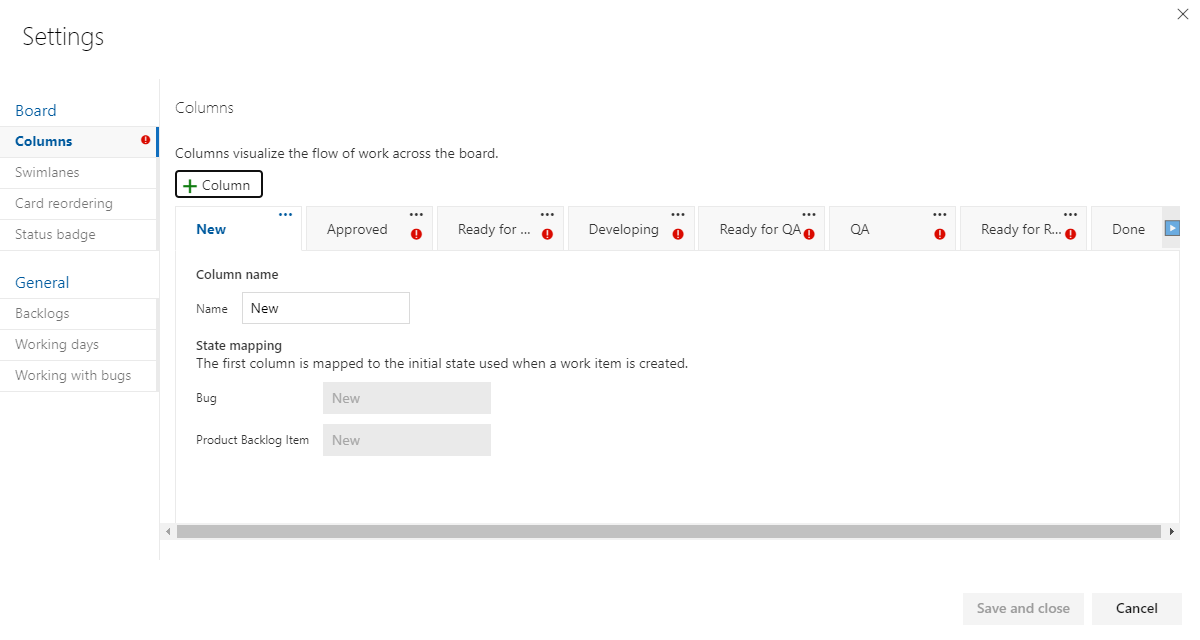 Settings
Board
Columns
Swimlanes
Card reordering
Status badge
General
Backlogs
Working days
Working with bugs
Columns
Columns visualize the flow of work across the board.
+ Column
New
Approved
Ready for ...
Developing
Ready for QA
QA
Ready for R...
Done
Column name
Name New
State mapping
The first column is mapped to the initial state used when a work item is created.
Bug New
Product Backlog Item New
Save and close
Cancel